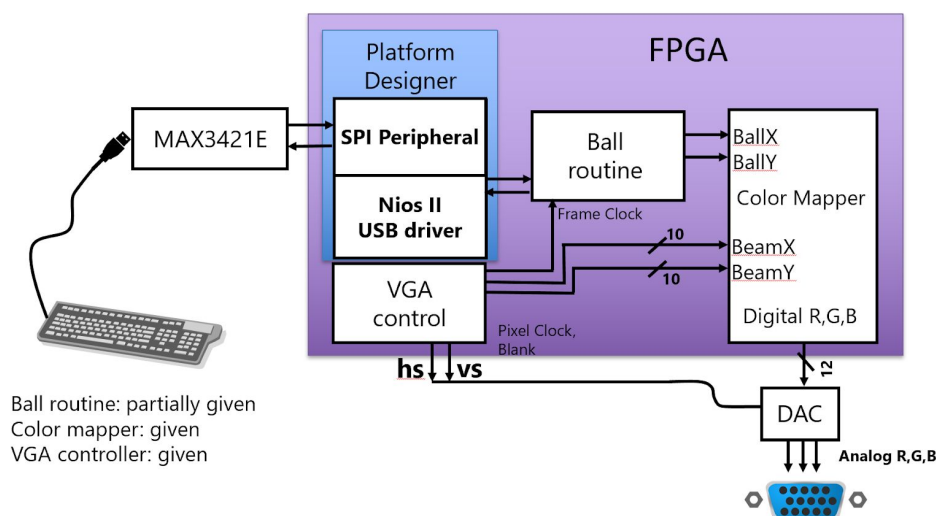 FPGA
Platform
Designer
MAX3421E
SPI Peripheral
Nios II
USB driver
Ball
routine
Frame Clock
BallX
BallY
Color Mapper
BeamX
BeamY
Digital R,G,B
10
10
VGA
control
Pixel Clock,
Blank
hs
vs
12
DAC
Analog R,G,B
Ball routine: partially given
Color mapper: given
VGA controller: given